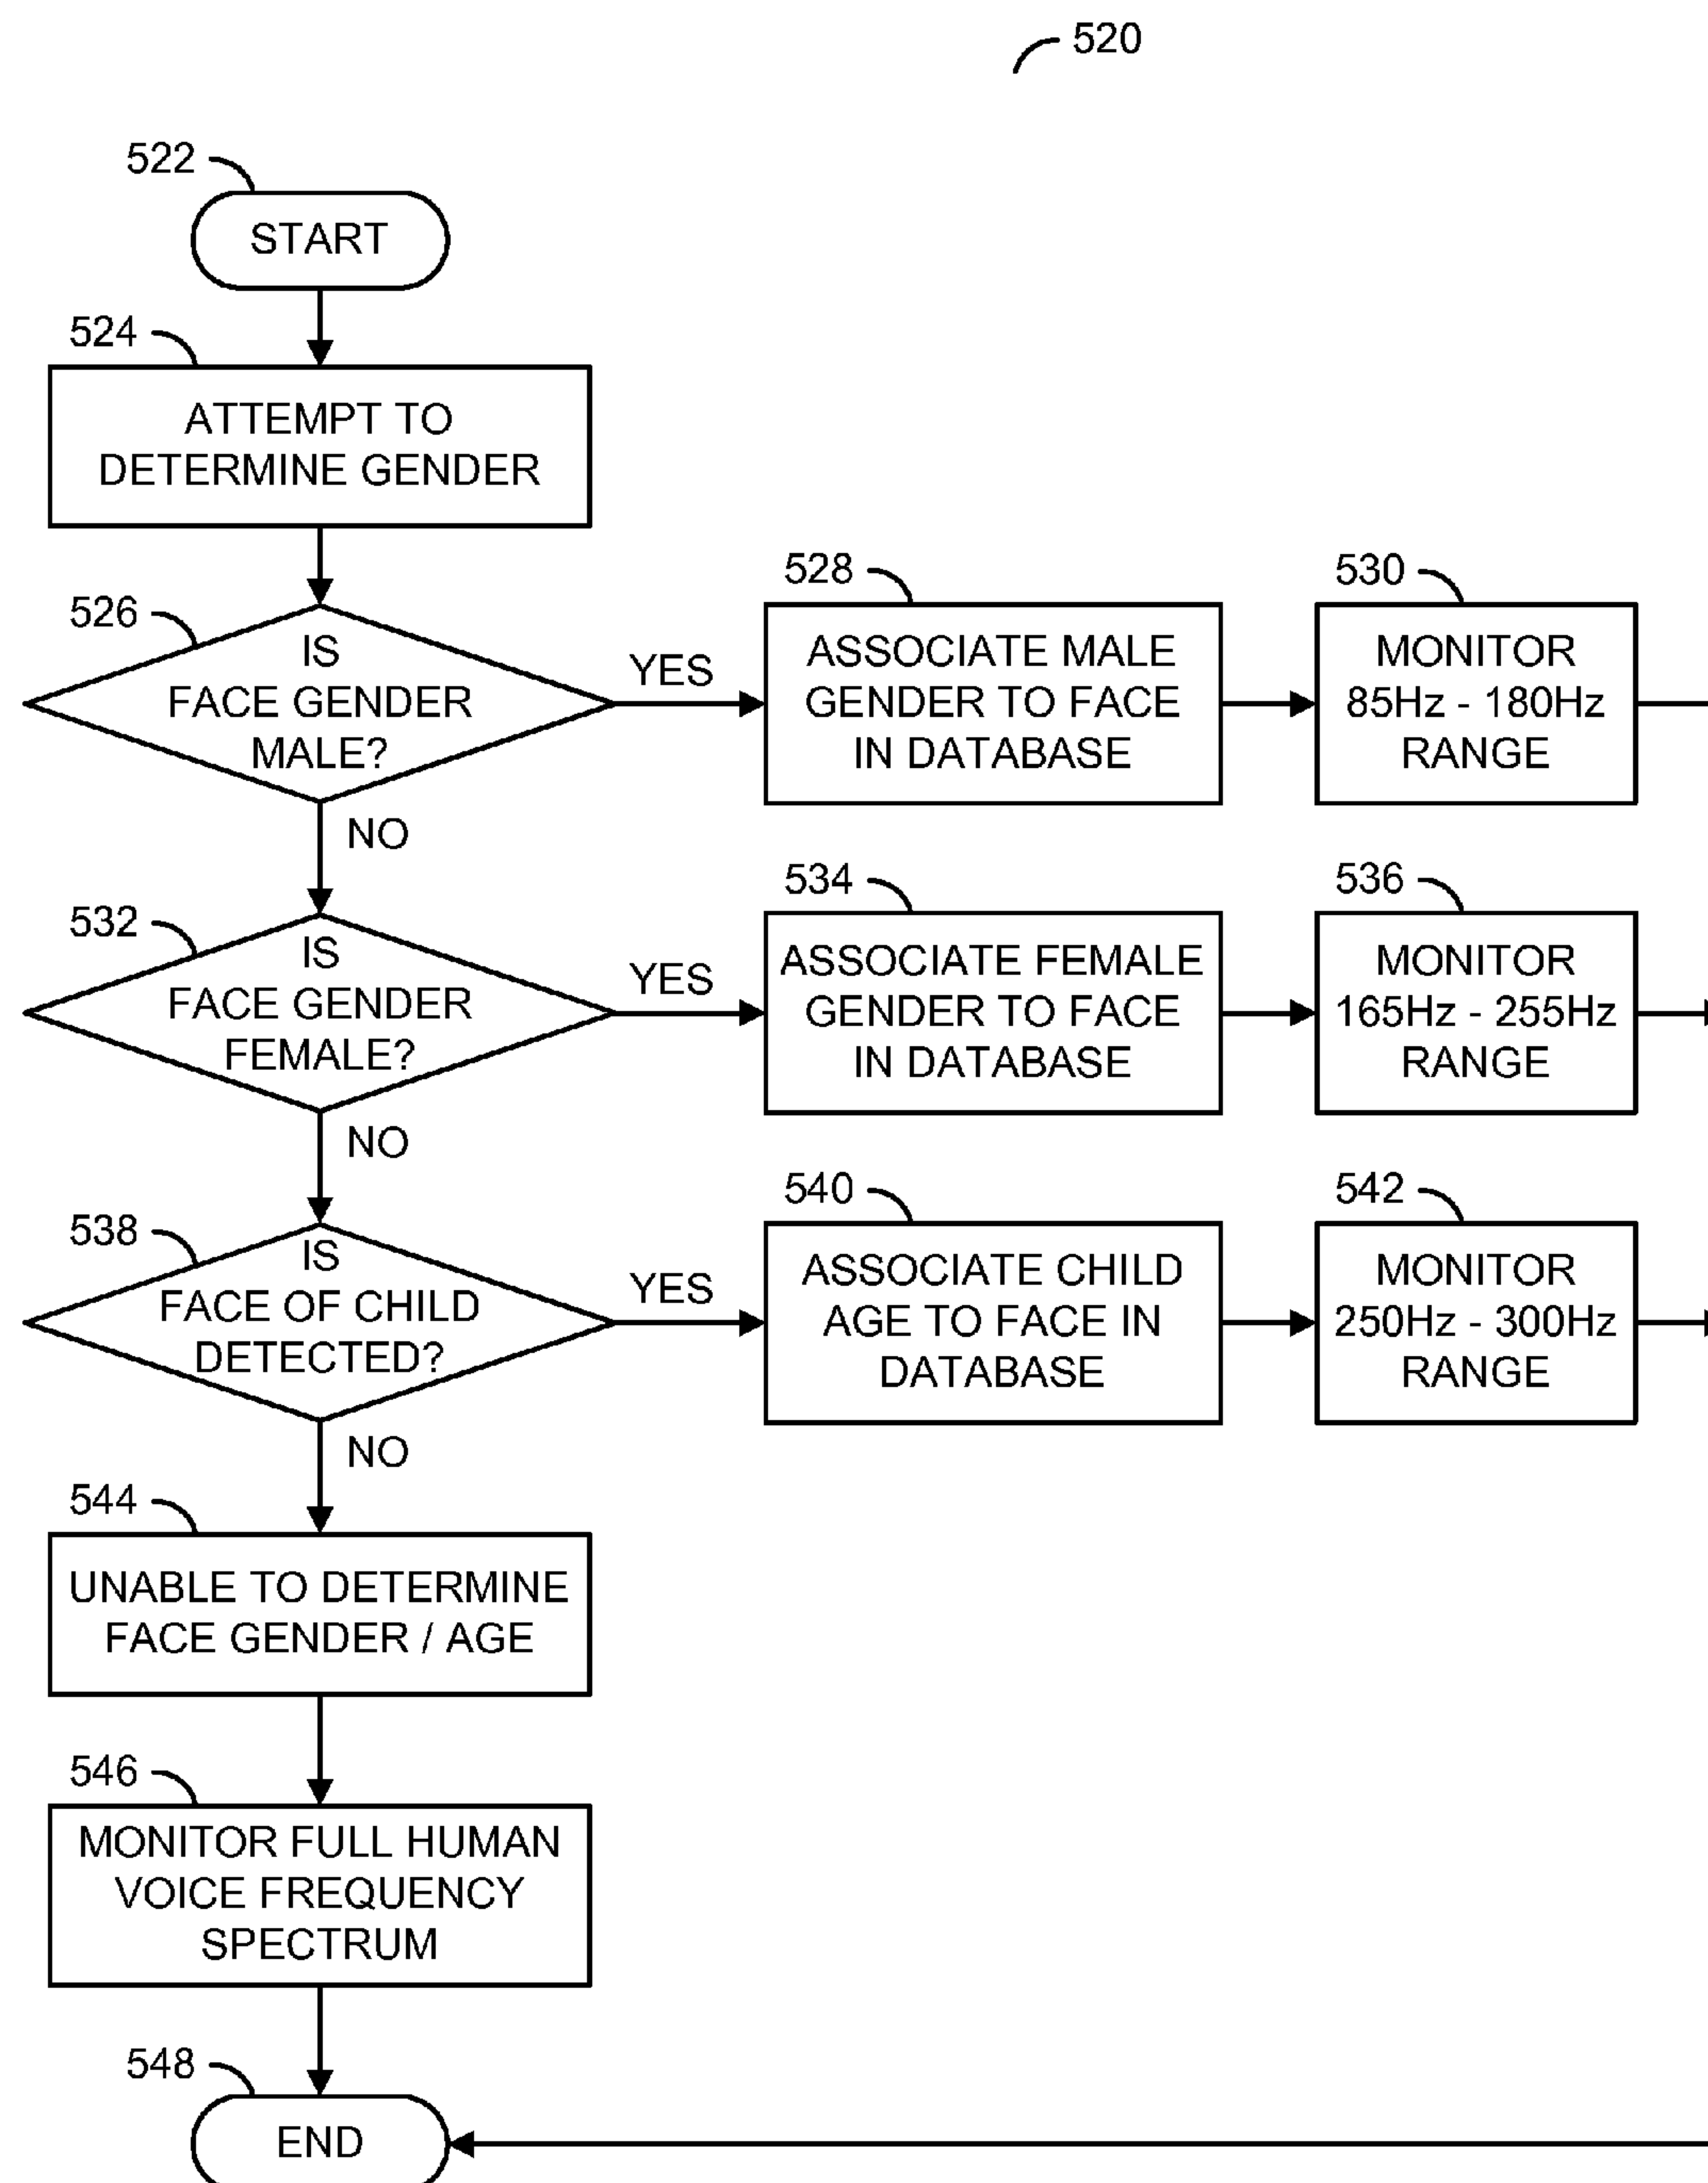 520
522
START
524
ATTEMPT TO
DETERMINE GENDER
526
IS
FACE GENDER
MALE?
YES
528
ASSOCIATE MALE
GENDER TO FACE
IN DATABASE
530
MONITOR
85Hz - 180Hz
RANGE
NO
532
IS
FACE GENDER
FEMALE?
YES
534
ASSOCIATE FEMALE
GENDER TO FACE
IN DATABASE
536
MONITOR
165Hz - 255Hz
RANGE
NO
538
IS
FACE OF CHILD
DETECTED?
YES
540
ASSOCIATE CHILD
AGE TO FACE IN
DATABASE
542
MONITOR
250Hz - 300Hz
RANGE
NO
544
UNABLE TO DETERMINE
FACE GENDER / AGE
546
MONITOR FULL HUMAN
VOICE FREQUENCY
SPECTRUM
548
END